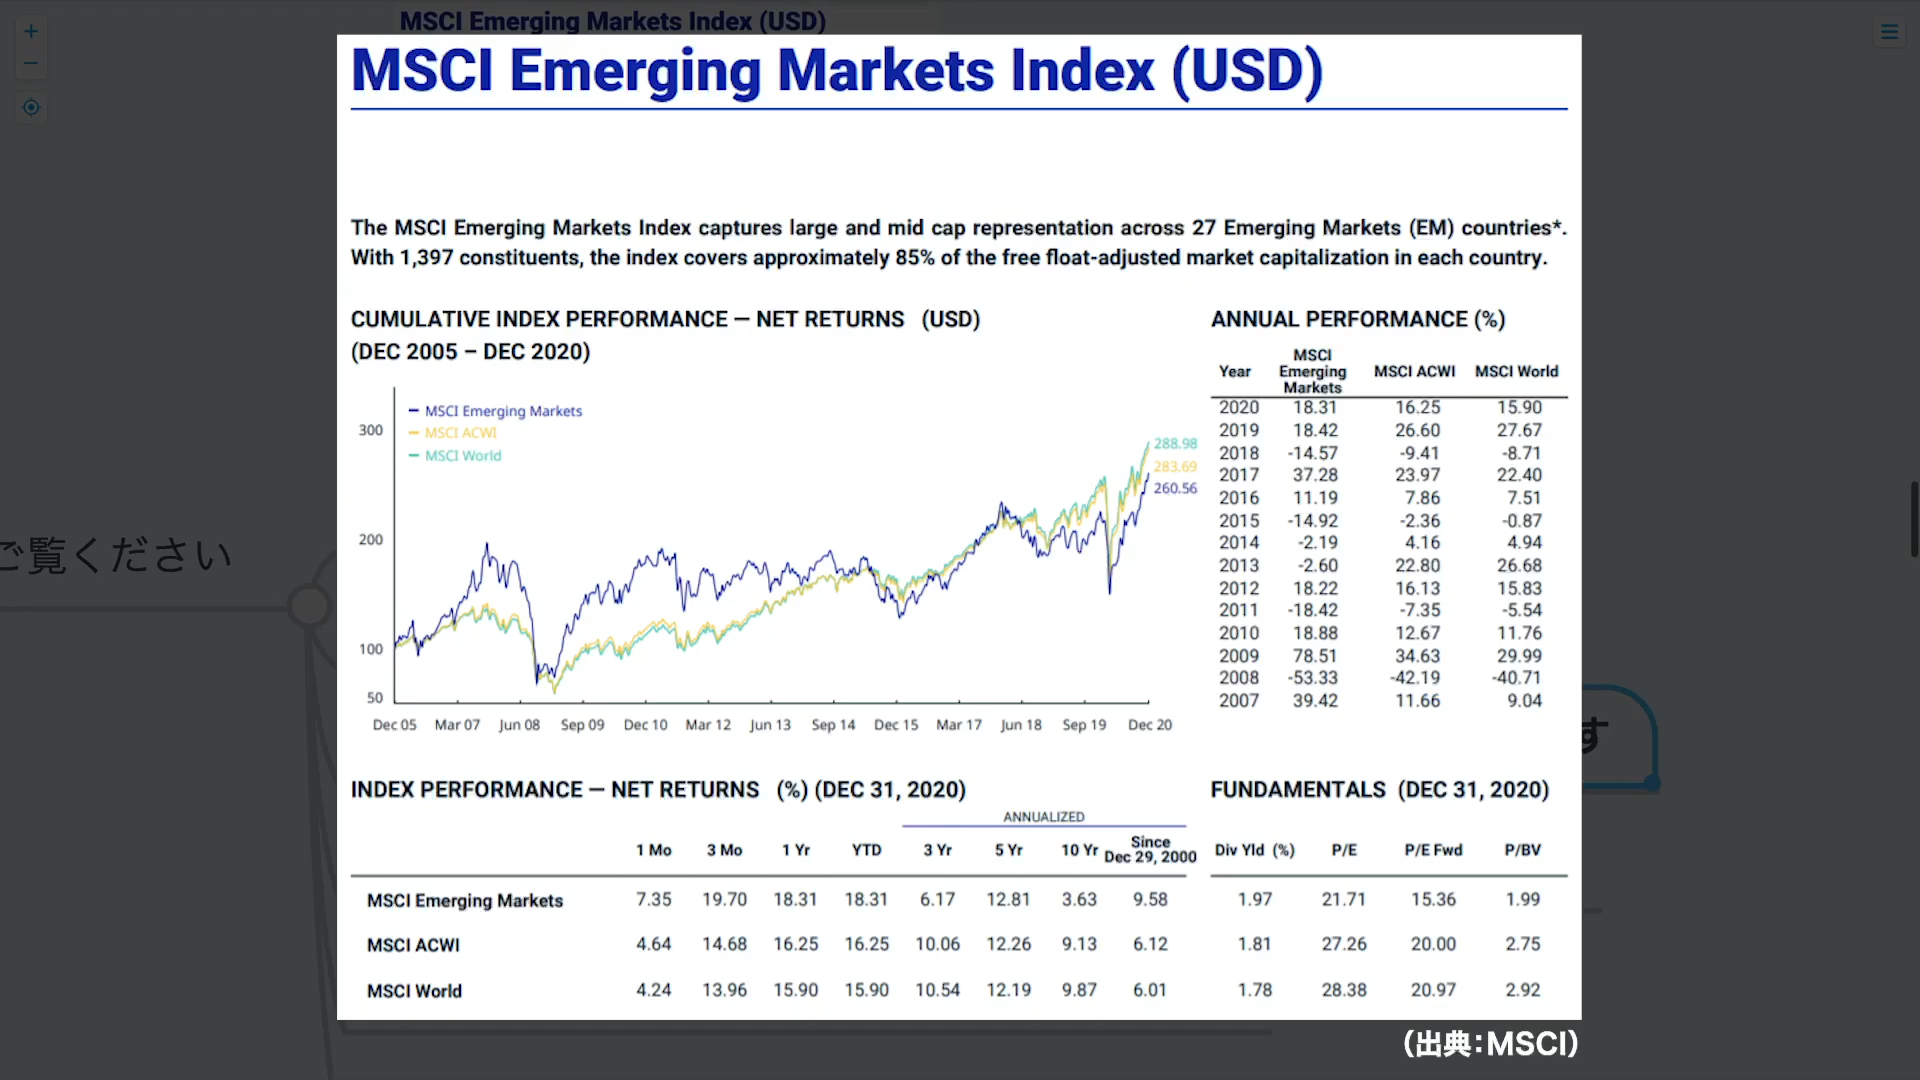 MSCI Emerging Markets Index (USD)
MSCI Emerging Markets Index (USD)
The MSCI Emerging Markets Index captures large and mid cap representation across 27 Emerging Markets (EM) countries*.
With 1,397 constituents, the index covers approximately 85% of the free float-adjusted market capitalization in each country.
CUMULATIVE INDEX PERFORMANCE — NET RETURNS (USD)
(DEC 2005 – DEC 2020)
MSCI Emerging Markets
MSCI ACWI
MSCI World
300
200
100
50
288.98
283.69
260.56
Dec 05 Mar 07 Jun 08 Sep 09 Dec 10 Mar 12 Jun 13 Sep 14 Dec 15 Mar 17 Jun 18 Sep 19 Dec 20
ANNUAL PERFORMANCE (%)
Year MSCI Emerging Markets MSCI ACWI MSCI World
2020 18.31 16.25 15.90
2019 18.42 26.60 27.67
2018 -14.57 -9.41 -8.71
2017 37.28 23.97 22.40
2016 11.19 7.86 7.51
2015 -14.92 -2.36 -0.87
2014 -2.19 4.16 4.94
2013 -2.60 22.80 26.68
2012 18.22 16.13 15.83
2011 -18.42 -7.35 -5.54
2010 18.88 12.67 11.76
2009 78.51 34.63 29.99
2008 -53.33 -42.19 -40.71
2007 39.42 11.66 9.04
ご覧ください
す
INDEX PERFORMANCE — NET RETURNS (%) (DEC 31, 2020)
ANNUALIZED
1 Mo 3 Mo 1 Yr YTD 3 Yr 5 Yr 10 Yr Since Dec 29, 2000
MSCI Emerging Markets 7.35 19.70 18.31 18.31 6.17 12.81 3.63 9.58
MSCI ACWI 4.64 14.68 16.25 16.25 10.06 12.26 9.13 6.12
MSCI World 4.24 13.96 15.90 15.90 10.54 12.19 9.87 6.01
FUNDAMENTALS (DEC 31, 2020)
Div Yld (%) P/E P/E Fwd P/BV
1.97 21.71 15.36 1.99
1.81 27.26 20.00 2.75
1.78 28.38 20.97 2.92
（出典：MSCI）